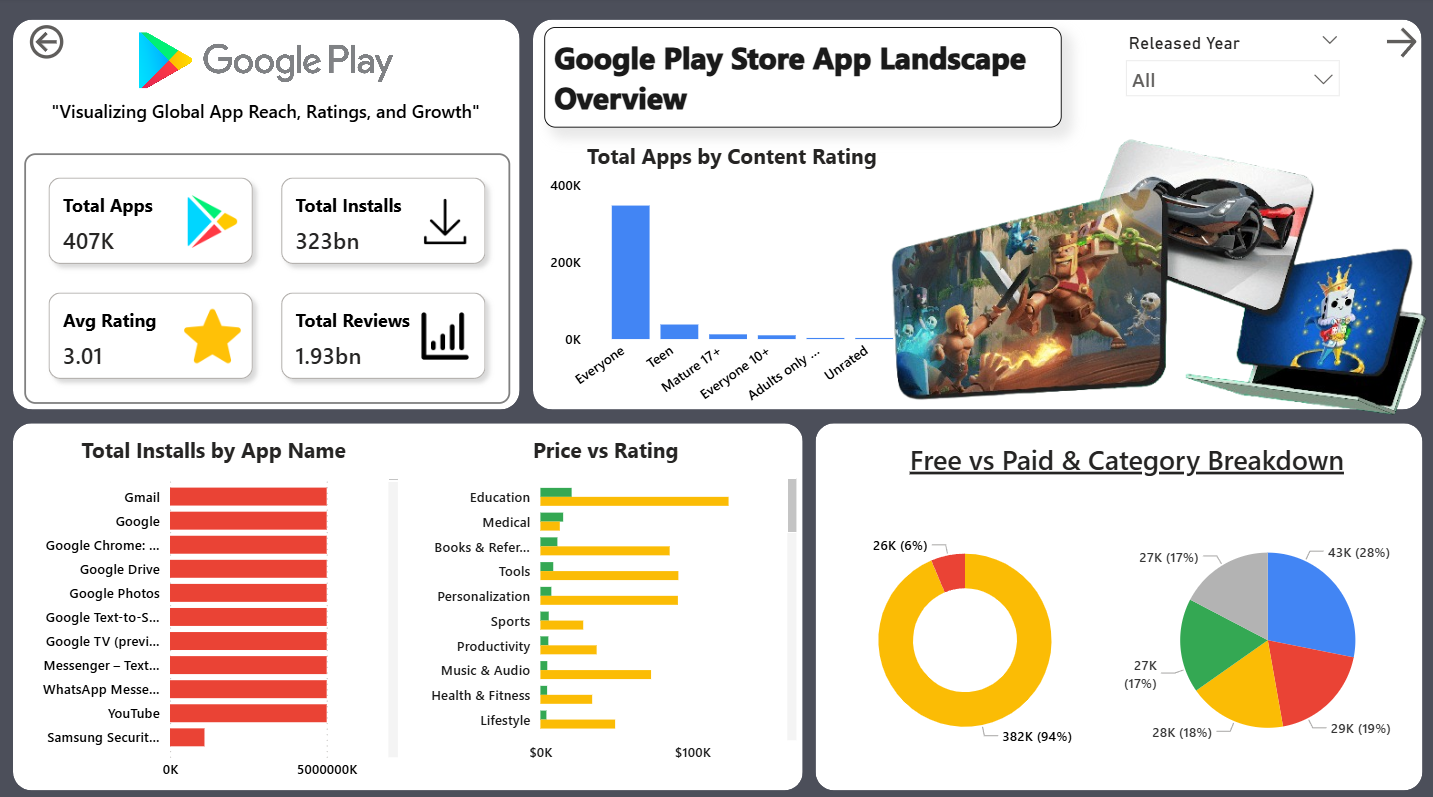 Google Play
"Visualizing Global App Reach, Ratings, and Growth"
Total Apps
407K
Total Installs
323bn
Avg Rating
3.01
Total Reviews
1.93bn
Google Play Store App Landscape
Overview
Released Year
All
Total Apps by Content Rating
400K
200K
0K
Everyone
Teen
Mature 17+
Everyone 10+
Adults only ...
Unrated
Total Installs by App Name
Gmail
Google
Google Chrome: ...
Google Drive
Google Photos
Google Text-to-S...
Google TV (previ...
Messenger – Text...
WhatsApp Messe...
YouTube
Samsung Securit...
0K
5000000K
Price vs Rating
Education
Medical
Books & Refer...
Tools
Personalization
Sports
Productivity
Music & Audio
Health & Fitness
Lifestyle
$0K
$100K
Free vs Paid & Category Breakdown
26K (6%)
382K (94%)
27K (17%)
43K (28%)
27K
(17%)
28K (18%)
29K (19%)